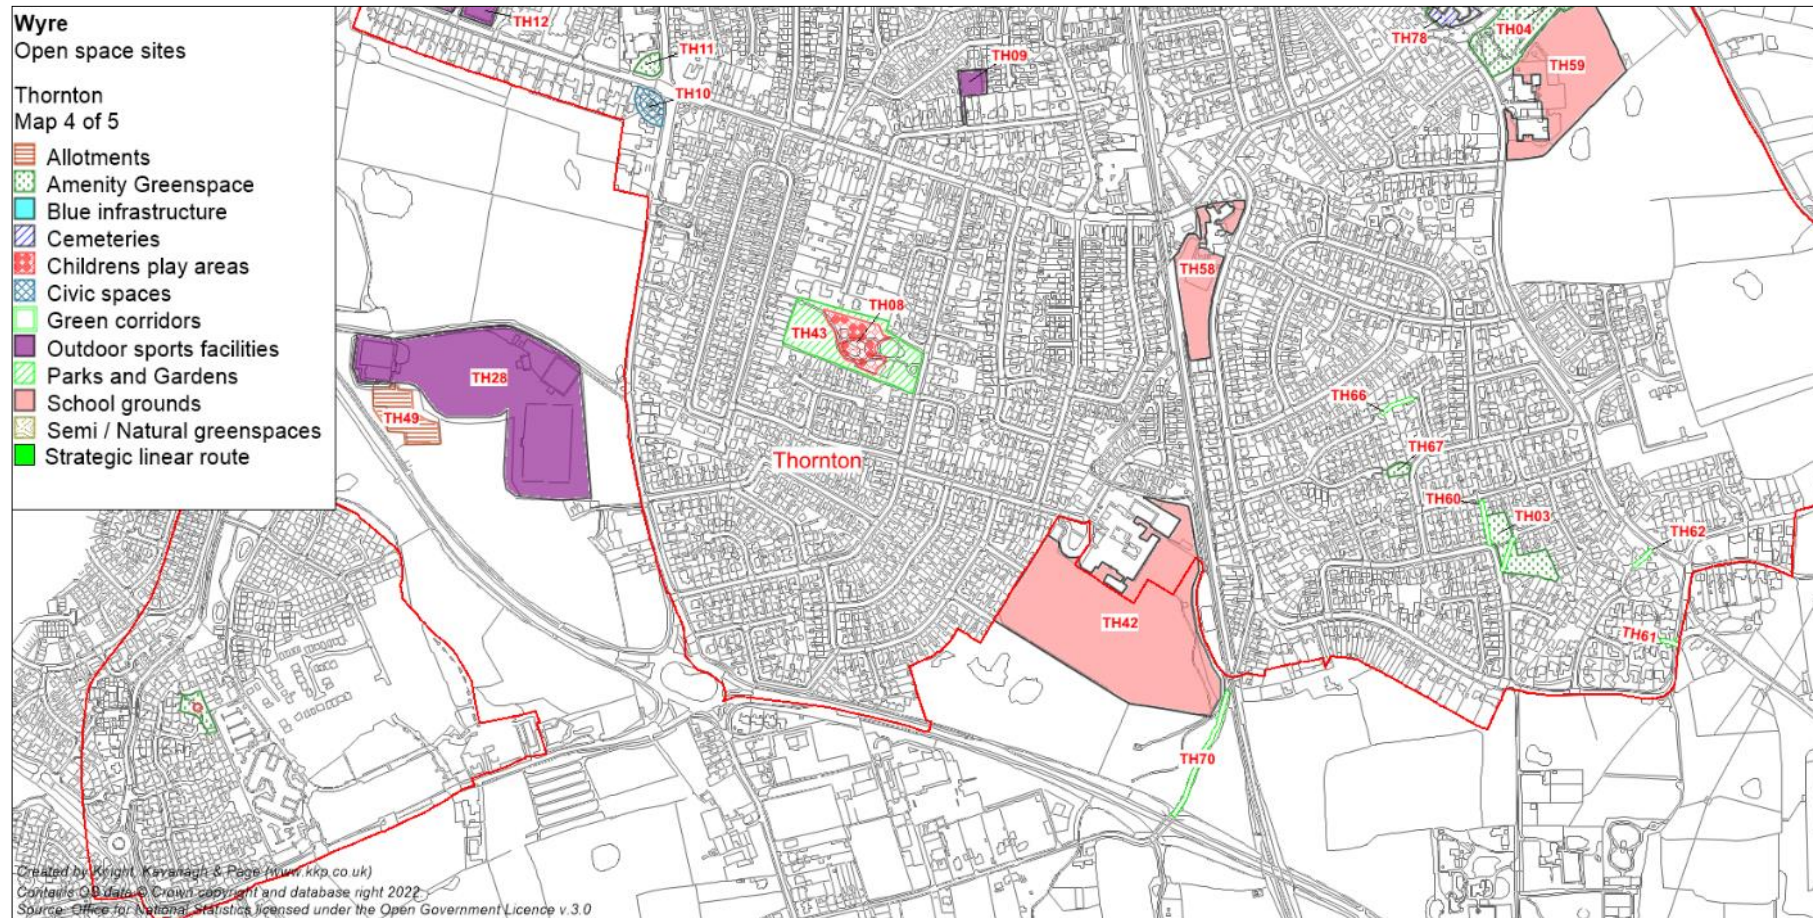 Wyre
Open space sites
Thornton
Map 4 of 5
Allotments
Amenity Greenspace
Blue infrastructure
Cemeteries
Childrens play areas
Civic spaces
Green corridors
Outdoor sports facilities
Parks and Gardens
School grounds
Semi / Natural greenspaces
Strategic linear route
TH12
TH11
TH10
TH09
TH78
TH04
TH59
TH58
TH08
TH43
TH28
TH49
TH66
TH67
Thornton
TH60
TH03
TH62
TH42
TH61
TH70
Created by Knight, Kavanagh & Page (www.kkp.co.uk)
Contains OS data © Crown copyright and database right 2022
Source: Office for National Statistics licensed under the Open Government Licence v.3.0